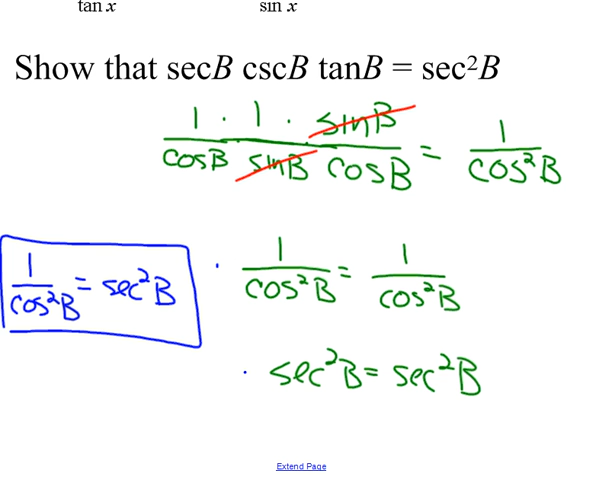 tan x sin x
Show that secB cscB tanB = sec²B
1 · 1 · sinB / cosB sinB cosB = 1 / cos²B
1 / cos²B = sec²B
· 1 / cos²B = 1 / cos²B
· sec²B = sec²B
Extend Page